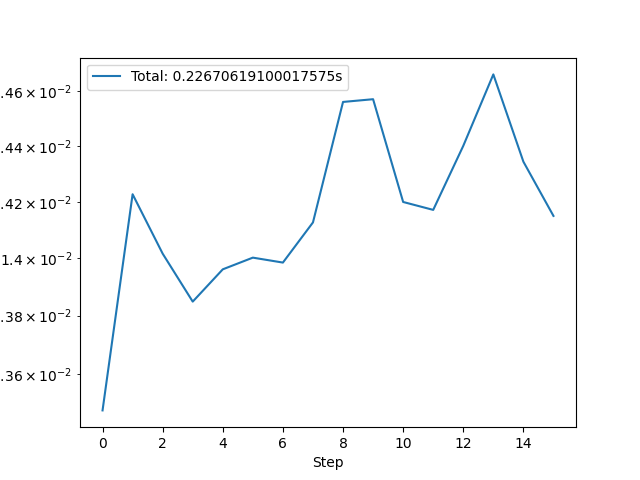 Total: 0.22670619100017575s
.46 × 10⁻²
.44 × 10⁻²
.42 × 10⁻²
1.4 × 10⁻²
.38 × 10⁻²
.36 × 10⁻²
0 2 4 6 8 10 12 14
Step